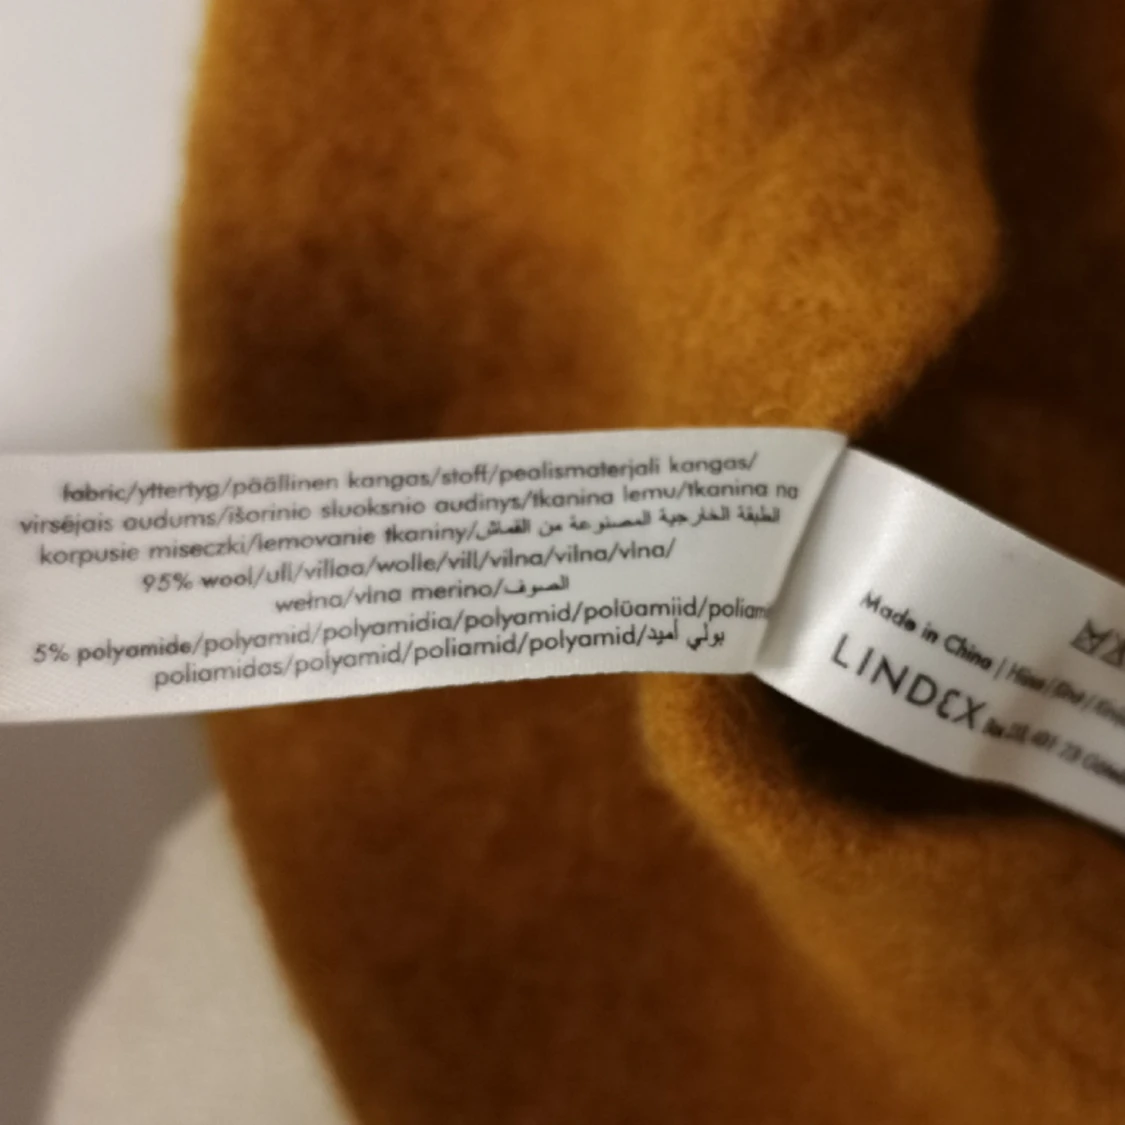 fabric/yttertyg/päällinen kangas/stoff/pealismaterjali kangas/
virsējais audums/išorinio sluoksnio audinys/tkanina lemu/tkanina na
korpusie miseczki/lemovanie tkaniny/الطبقة الخارجية المصنوعة من القماش
95% wool/ull/villaa/wolle/vill/vilna/vilna/vlna/
wełna/vlna merino/الصوف
5% polyamide/polyamid/polyamidia/polyamid/polüamiid/poliam
poliamidas/polyamid/poliamid/polyamid/بولي أميد
Made in China |
LINDEX